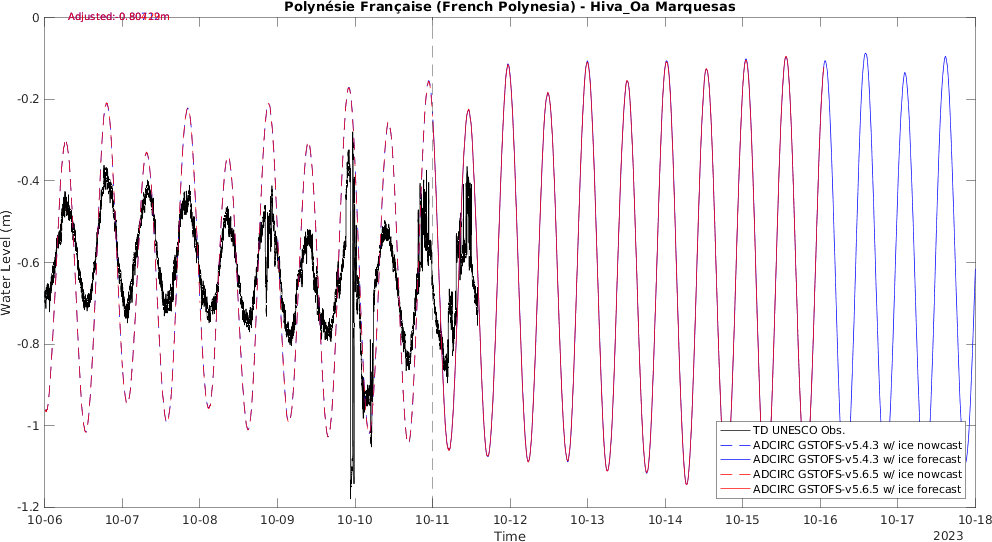 Polynésie Française (French Polynesia) - Hiva_Oa Marquesas
0
-0.2
-0.4
-0.6
-0.8
-1
-1.2
Water Level (m)
TD UNESCO Obs.
ADCIRC GSTOFS-v5.4.3 w/ ice nowcast
ADCIRC GSTOFS-v5.4.3 w/ ice forecast
ADCIRC GSTOFS-v5.6.5 w/ ice nowcast
ADCIRC GSTOFS-v5.6.5 w/ ice forecast
10-06 10-07 10-08 10-09 10-10 10-11 10-12 10-13 10-14 10-15 10-16 10-17 10-18
Time
2023